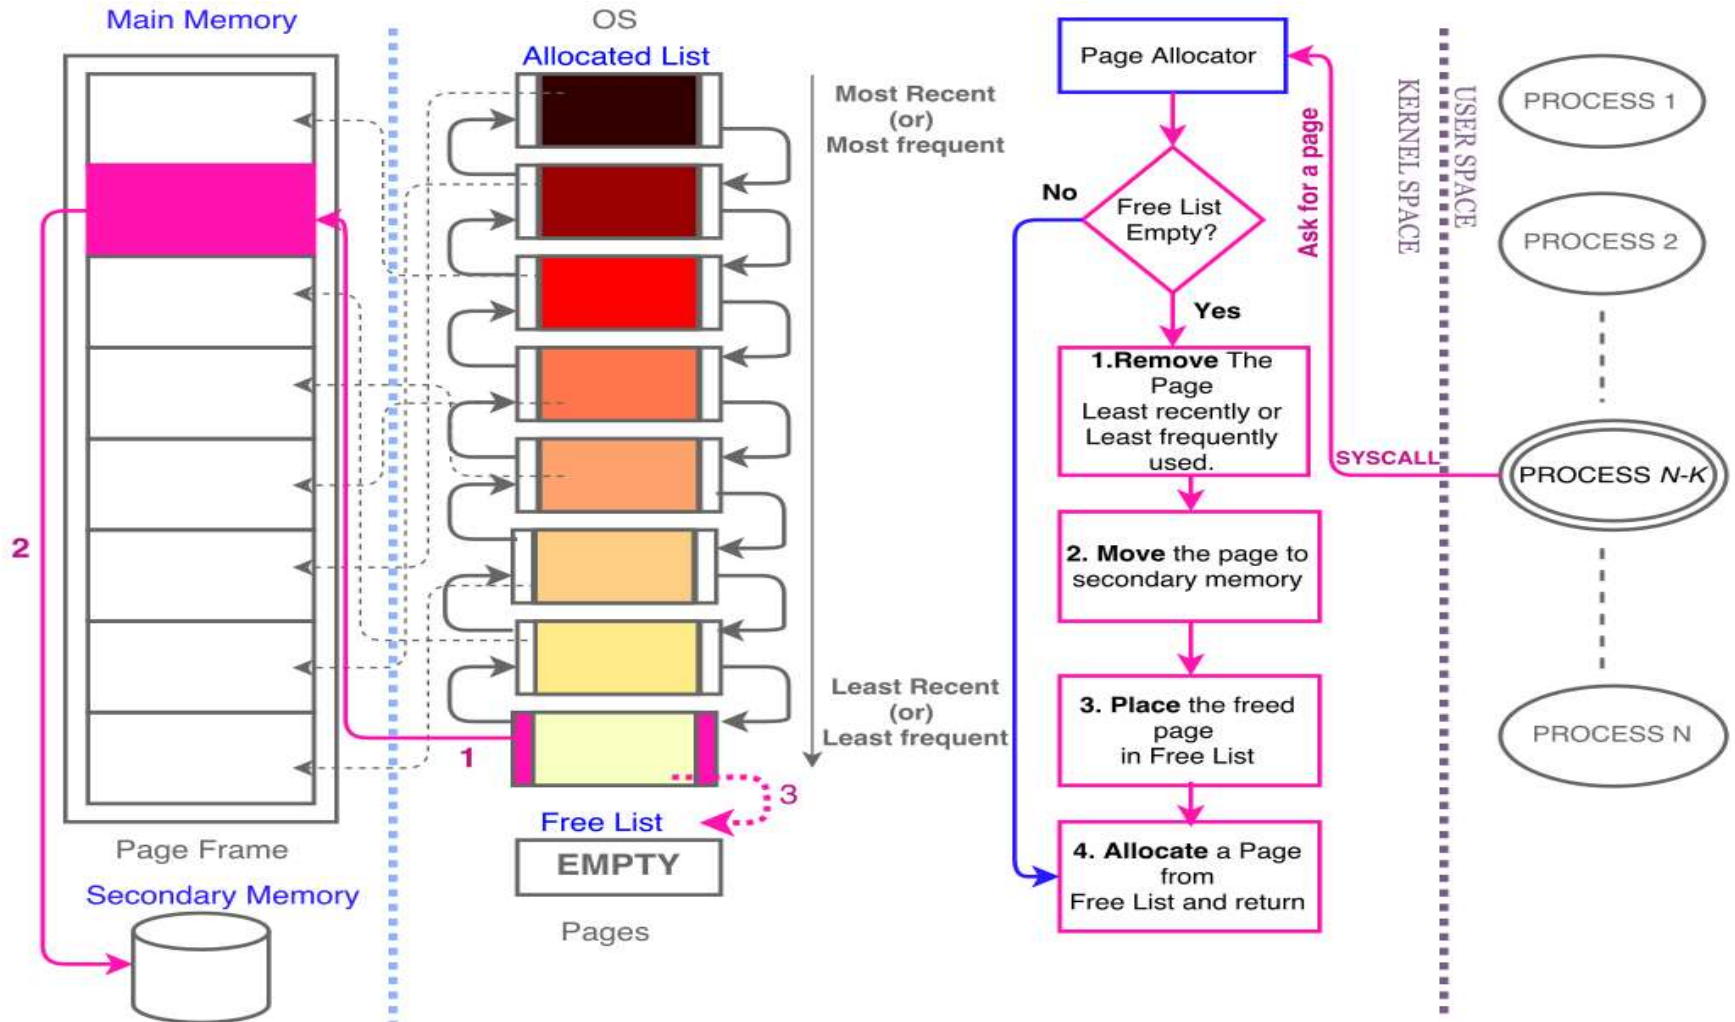 Main Memory
Page Frame
Secondary Memory
2
1
OS
Allocated List
Most Recent
(or)
Most frequent
Least Recent
(or)
Least frequent
3
Free List
EMPTY
Pages
Page Allocator
Free List
Empty?
No
Yes
1.Remove The
Page
Least recently or
Least frequently
used.
2. Move the page to
secondary memory
3. Place the freed
page
in Free List
4. Allocate a Page
from
Free List and return
Ask for a page
SYSCALL
KERNEL SPACE
USER SPACE
PROCESS 1
PROCESS 2
PROCESS N-K
PROCESS N